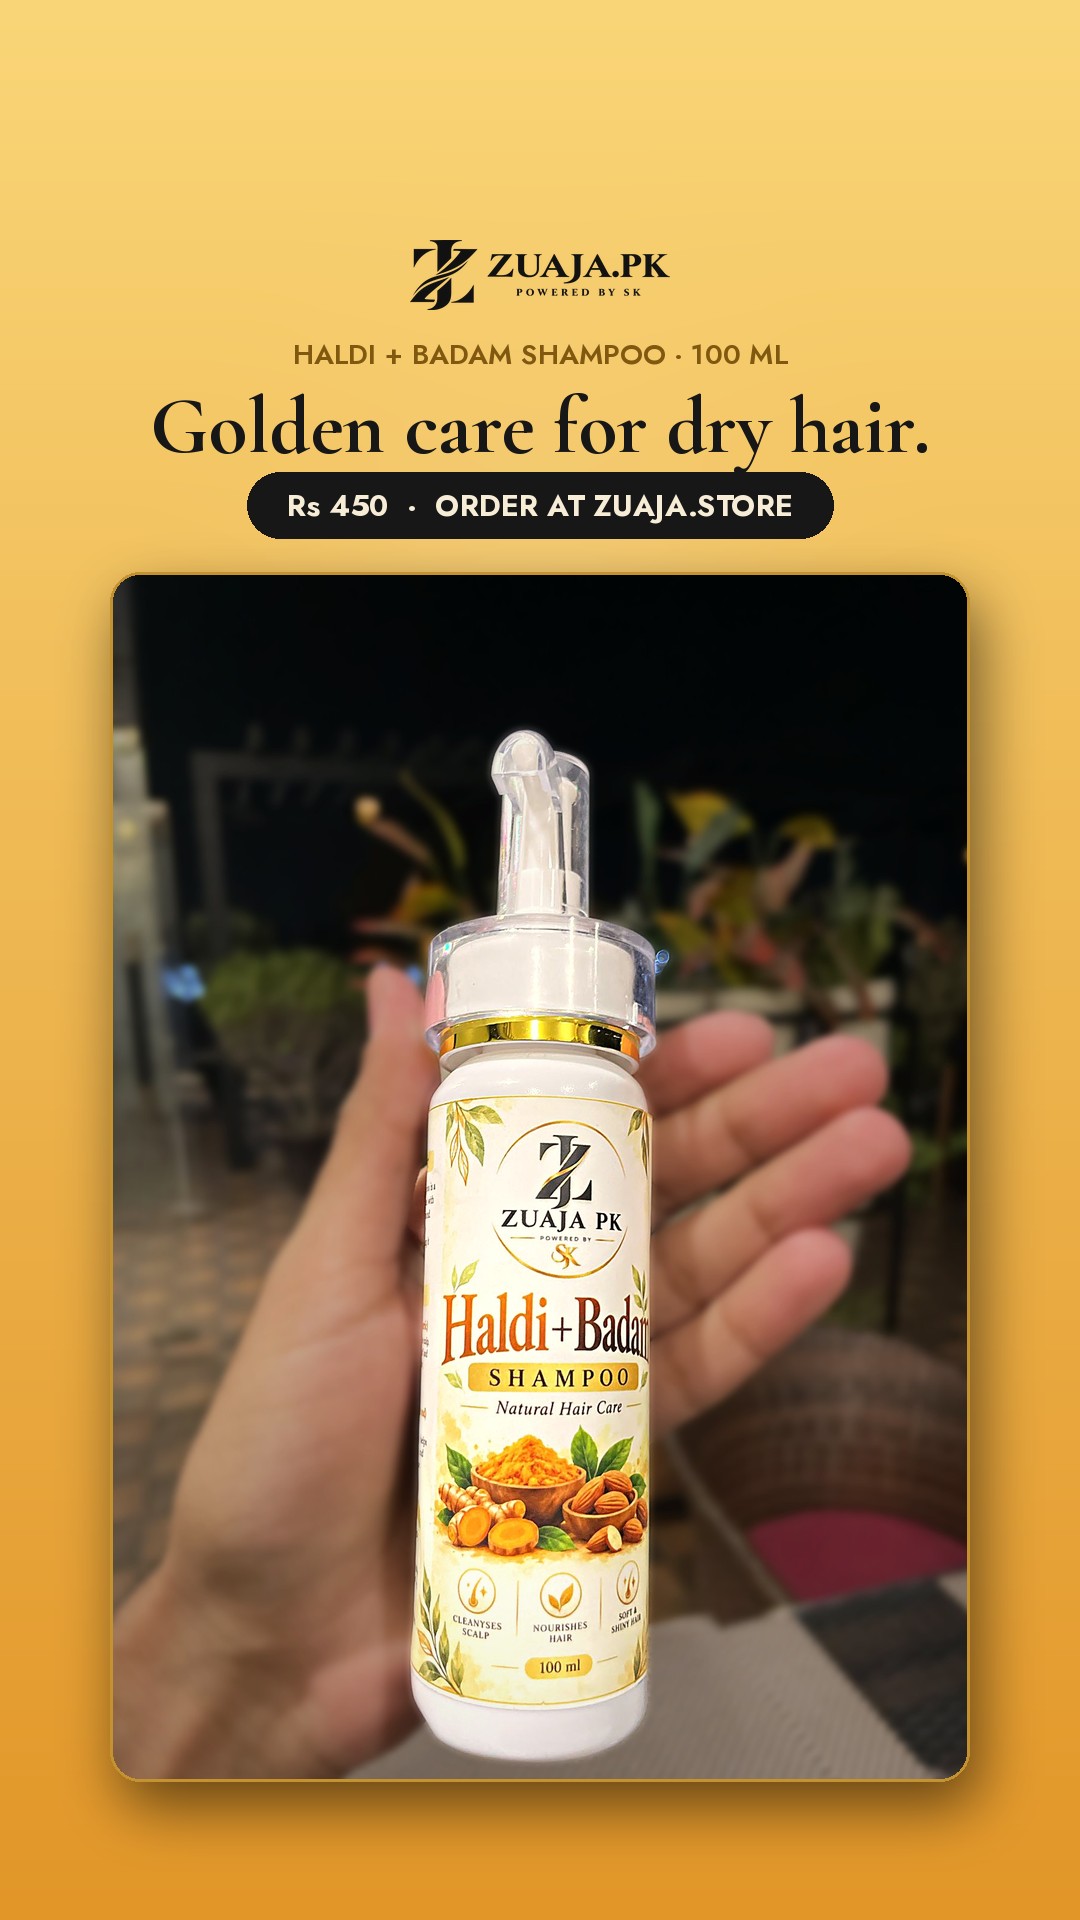 ZUAJA.PK
POWERED BY SK
HALDI + BADAM SHAMPOO · 100 ML
Golden care for dry hair.
Rs 450 · ORDER AT ZUAJA.STORE
ZUAJA PK
POWERED BY
SK
Haldi+Badam
SHAMPOO
Natural Hair Care
CLEANYSES
SCALP
NOURISHES
HAIR
SOFT &
SHINY HAIR
100 ml